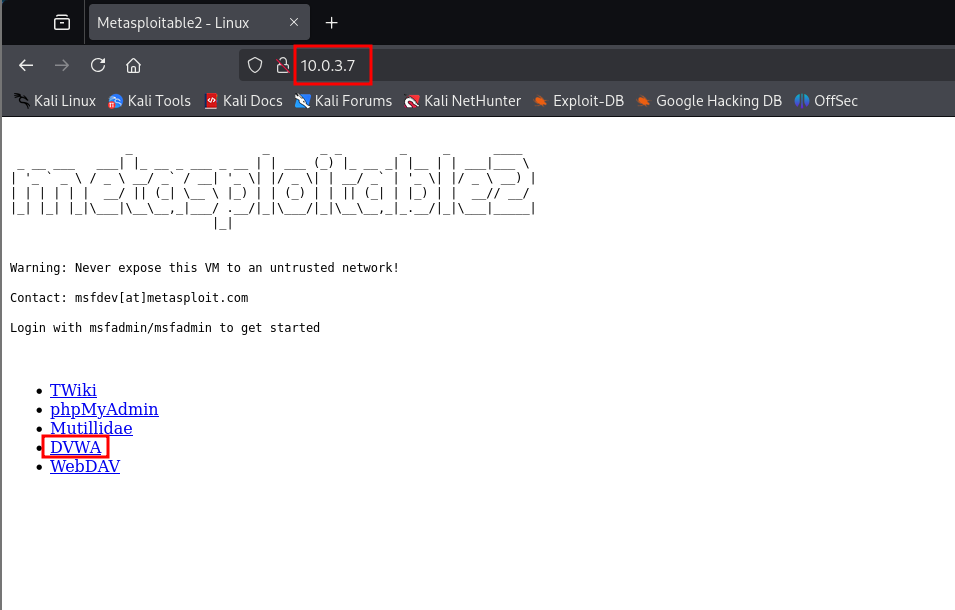 Metasploitable2 - Linux
10.0.3.7
Kali Linux Kali Tools Kali Docs Kali Forums Kali NetHunter Exploit-DB Google Hacking DB OffSec
metasploitable2
Warning: Never expose this VM to an untrusted network!
Contact: msfdev[at]metasploit.com
Login with msfadmin/msfadmin to get started
TWiki
phpMyAdmin
Mutillidae
DVWA
WebDAV